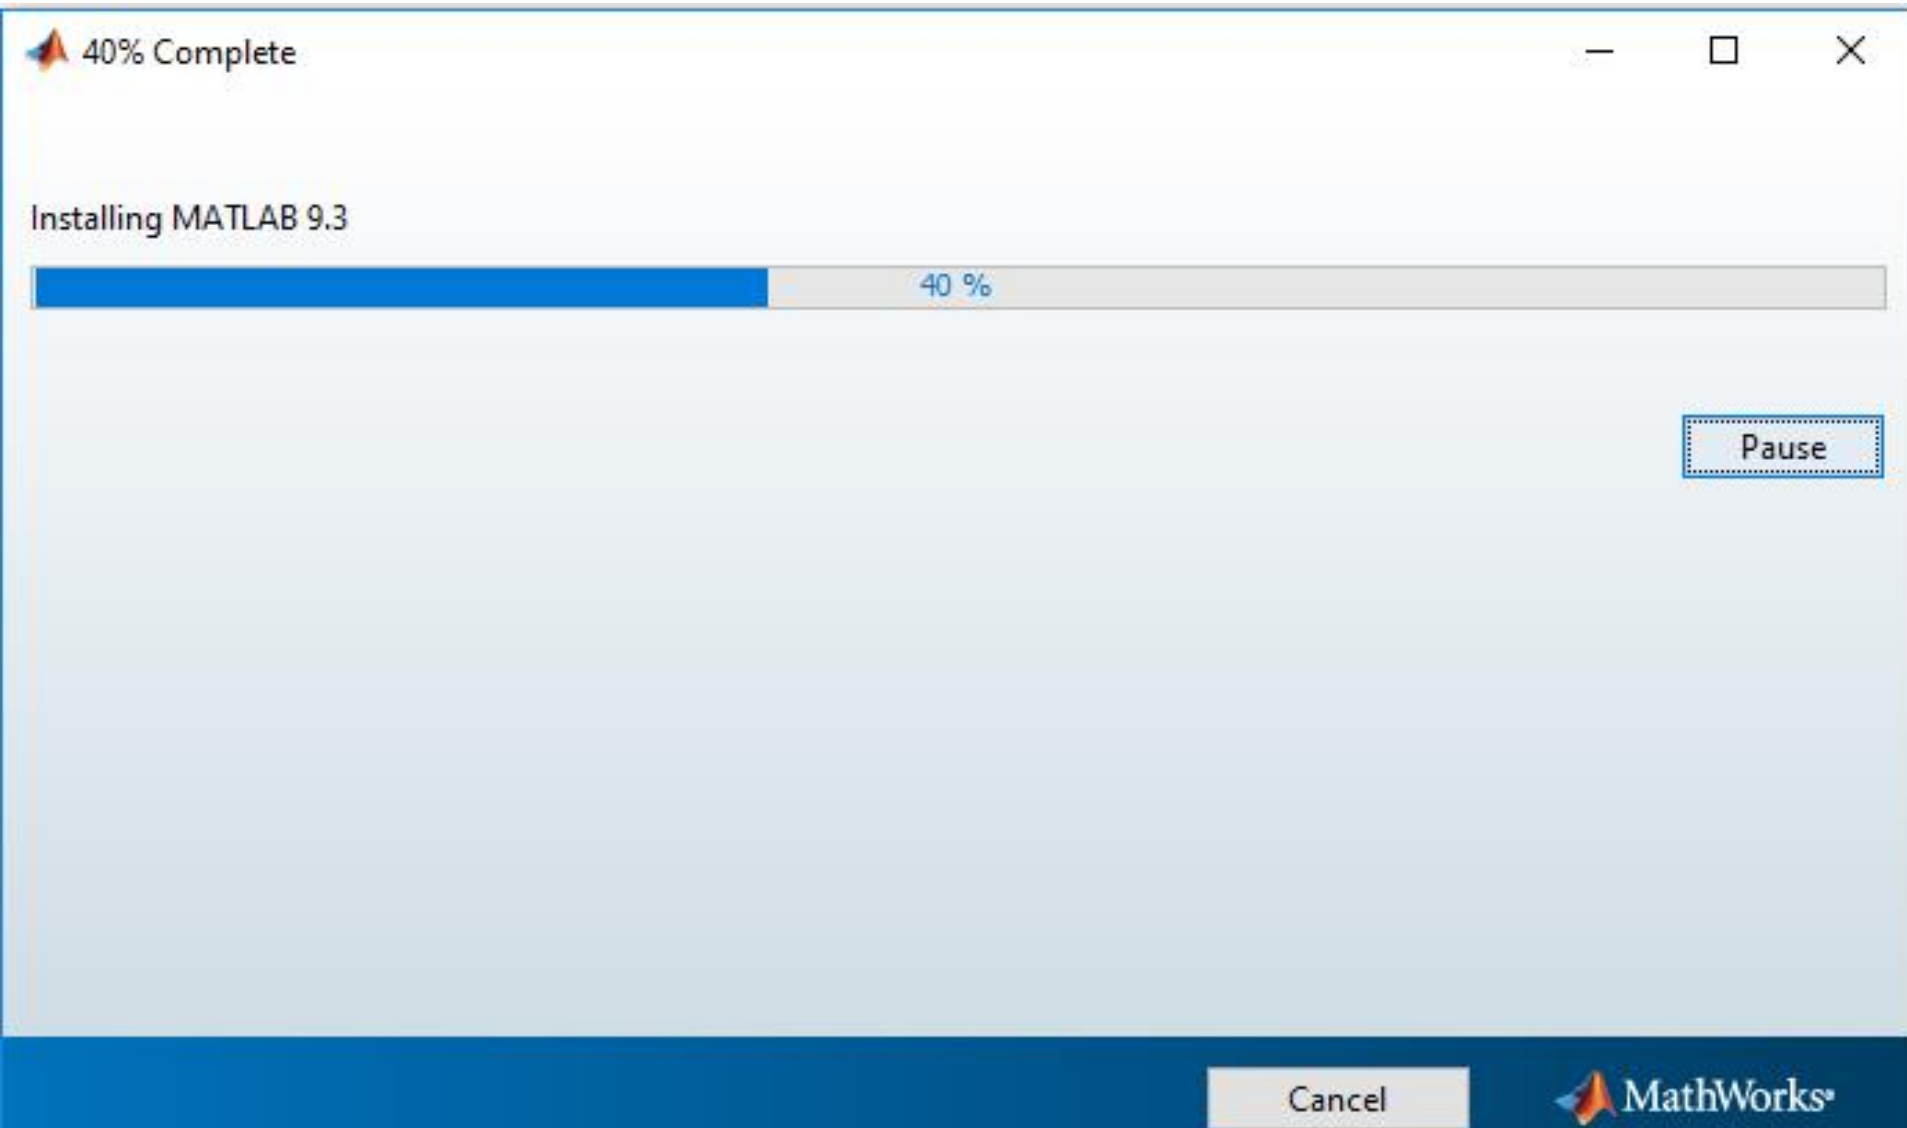 40% Complete
Installing MATLAB 9.3
40 %
Pause
Cancel
MathWorks®